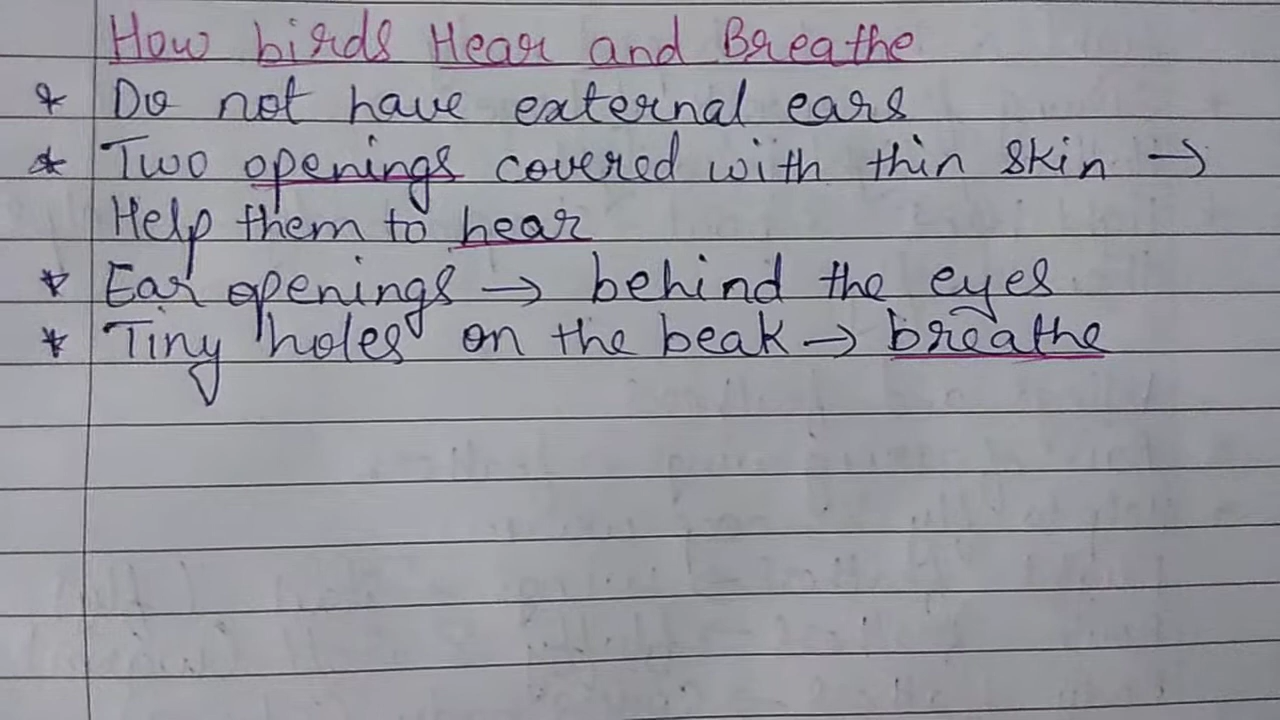 How birds Hear and Breathe
* Do not have external ears
* Two openings covered with thin skin →
Help them to hear
* Ear openings → behind the eyes
* Tiny holes on the beak → breathe